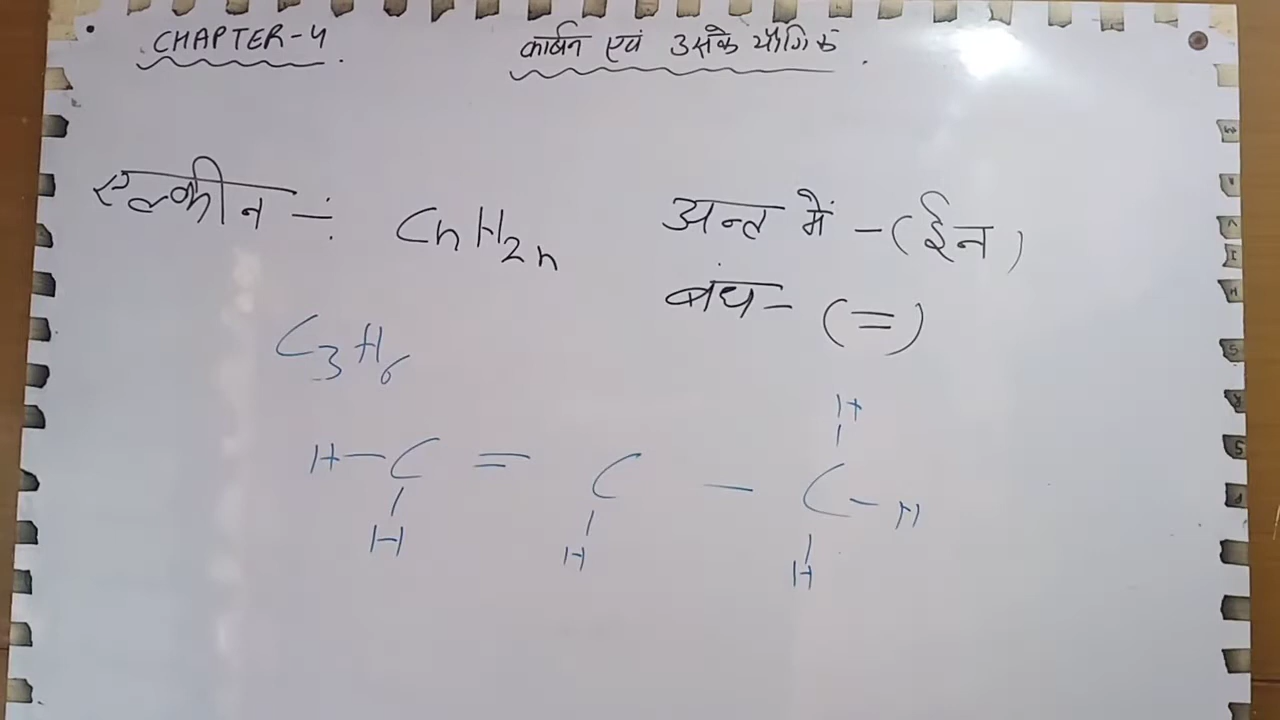 CHAPTER-4. कार्बन एवं उसके यौगिक.
एल्कीन -: CnH2n अन्त में -(ईन)
बंध- (=)
C3H6
H
H-C = C - C-H
H H H